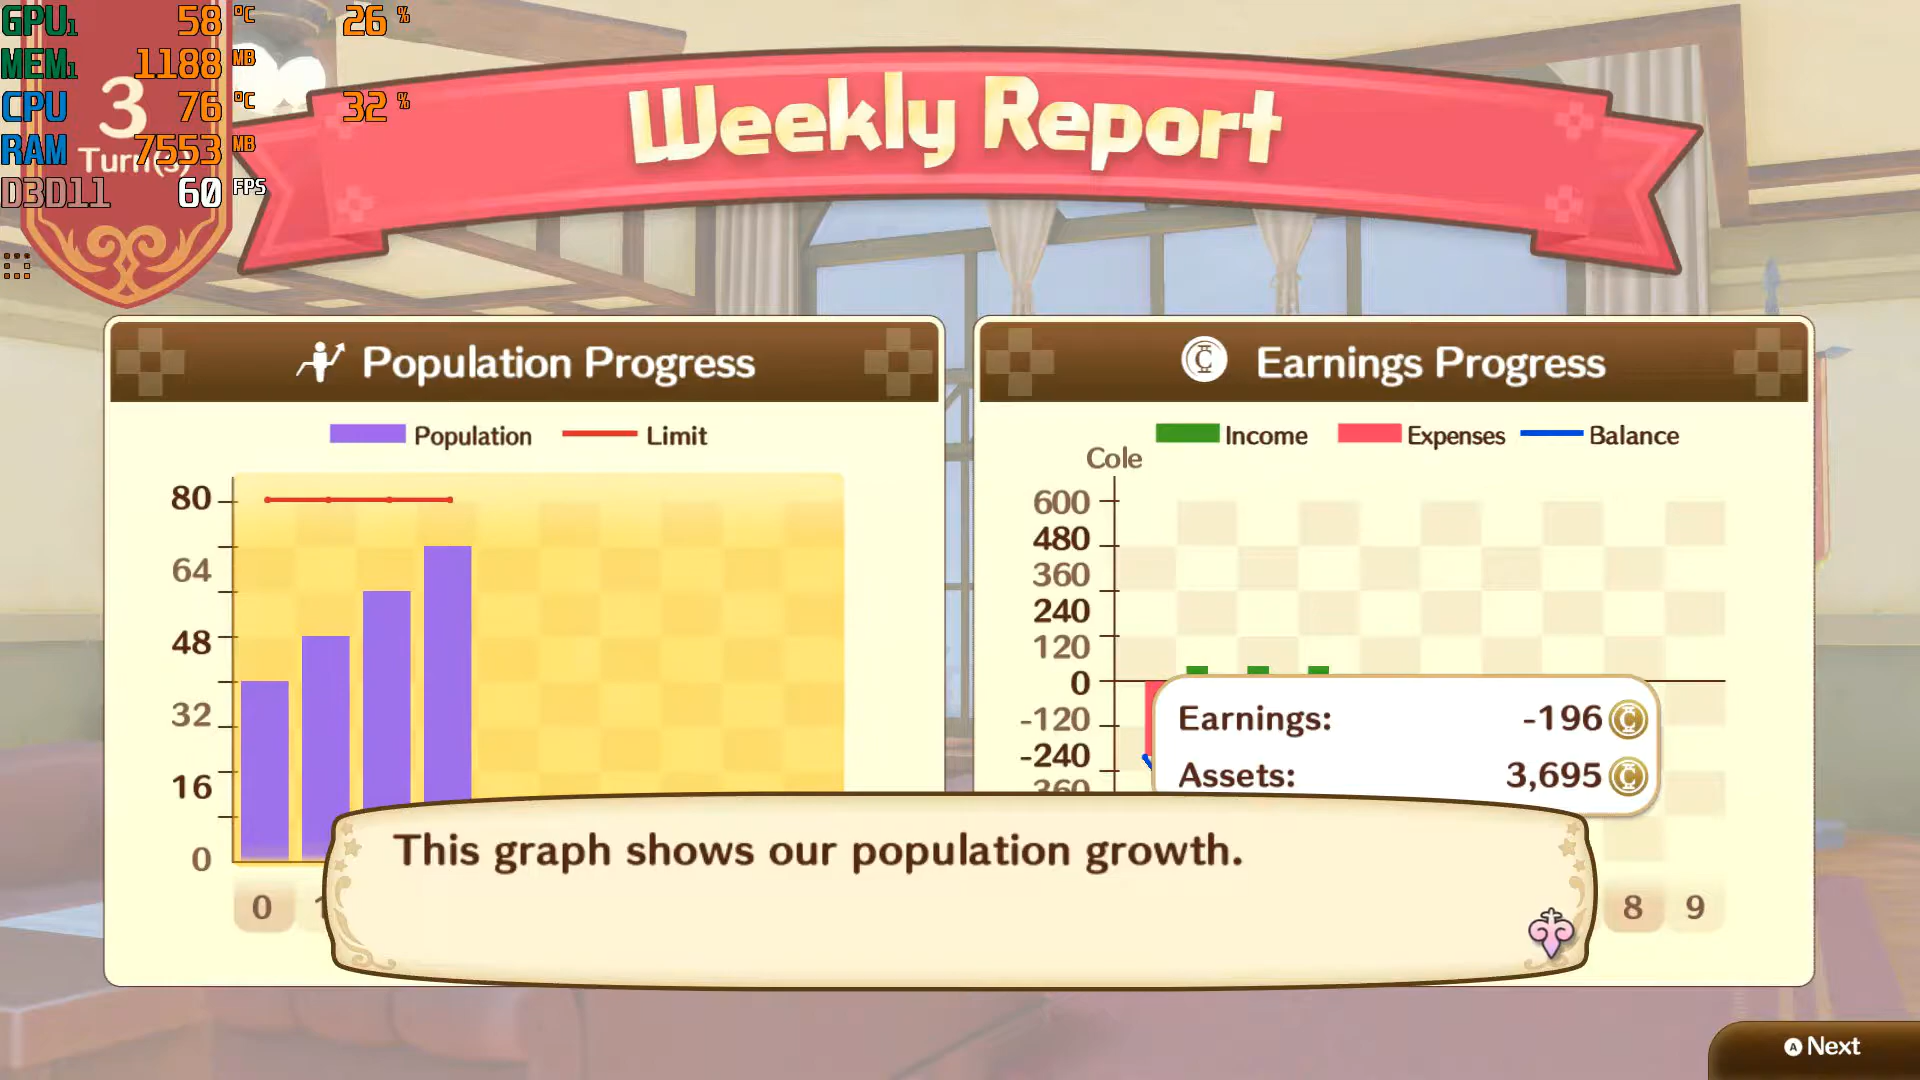 GPU1 58 °C 26 %
MEM1 1188 MB
CPU 76 °C 32 %
RAM 7553 MB
D3D11 60 FPS
3
Turn(s)
Weekly Report
Population Progress
Population Limit
80
64
48
32
16
0
0
Earnings Progress
Income Expenses Balance
Cole
600
480
360
240
120
0
-120
-240
8 9
Earnings: -196
Assets: 3,695
This graph shows our population growth.
A Next